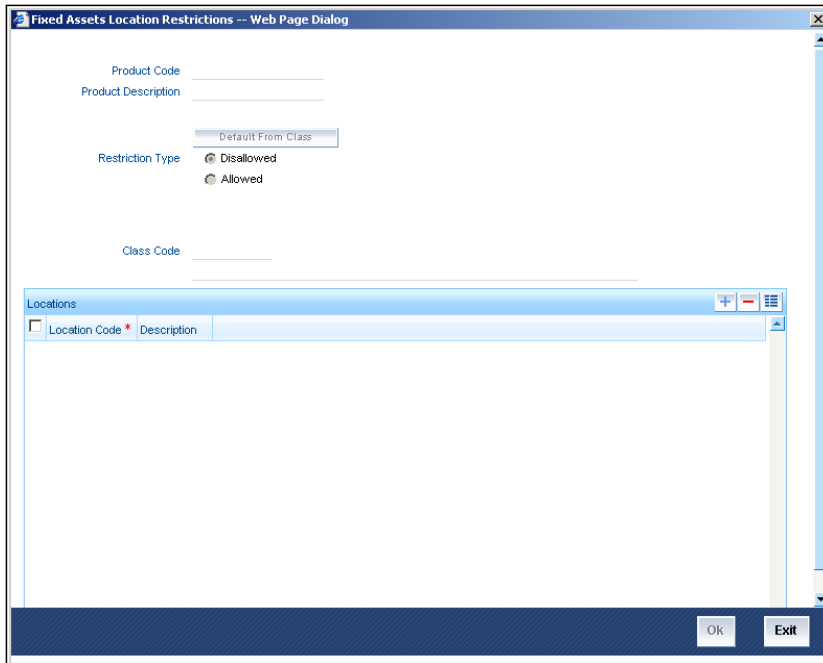 Fixed Assets Location Restrictions -- Web Page Dialog
Product Code
Product Description
Default From Class
Restriction Type
Disallowed
Allowed
Class Code
Locations
Location Code * Description
Ok Exit